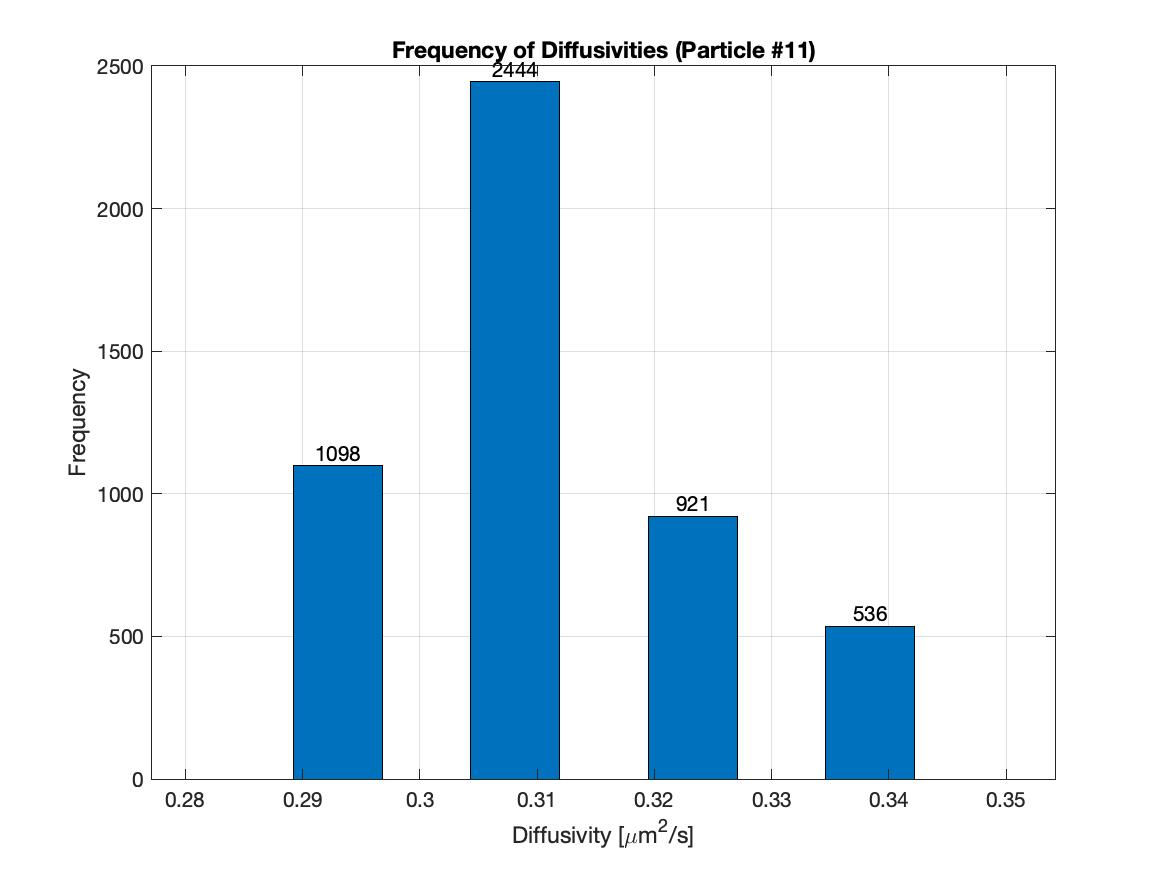 Frequency of Diffusivities (Particle #11)
2500
2444
2000
1500
1098
1000
921
536
500
0
0.28 0.29 0.3 0.31 0.32 0.33 0.34 0.35
Frequency
Diffusivity [μm²/s]